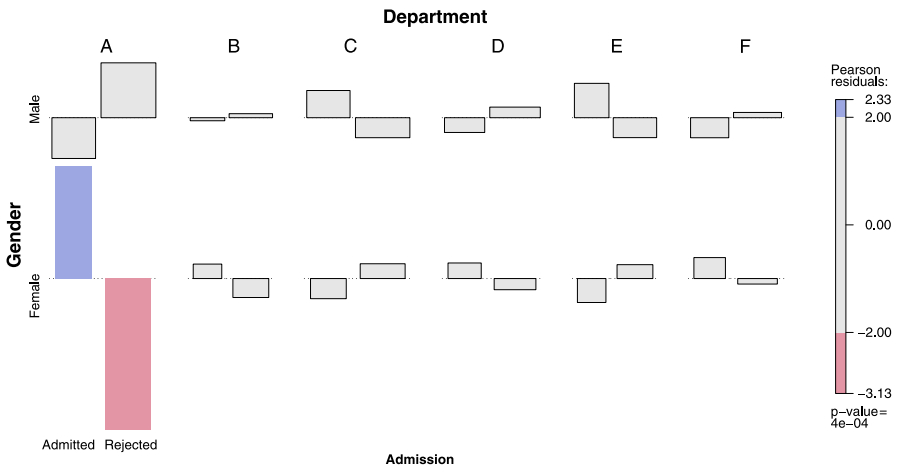 Department
A B C D E F
Pearson
residuals:
2.33
2.00
0.00
−2.00
−3.13
p−value=
4e−04
Gender
Male
Female
Admitted Rejected
Admission